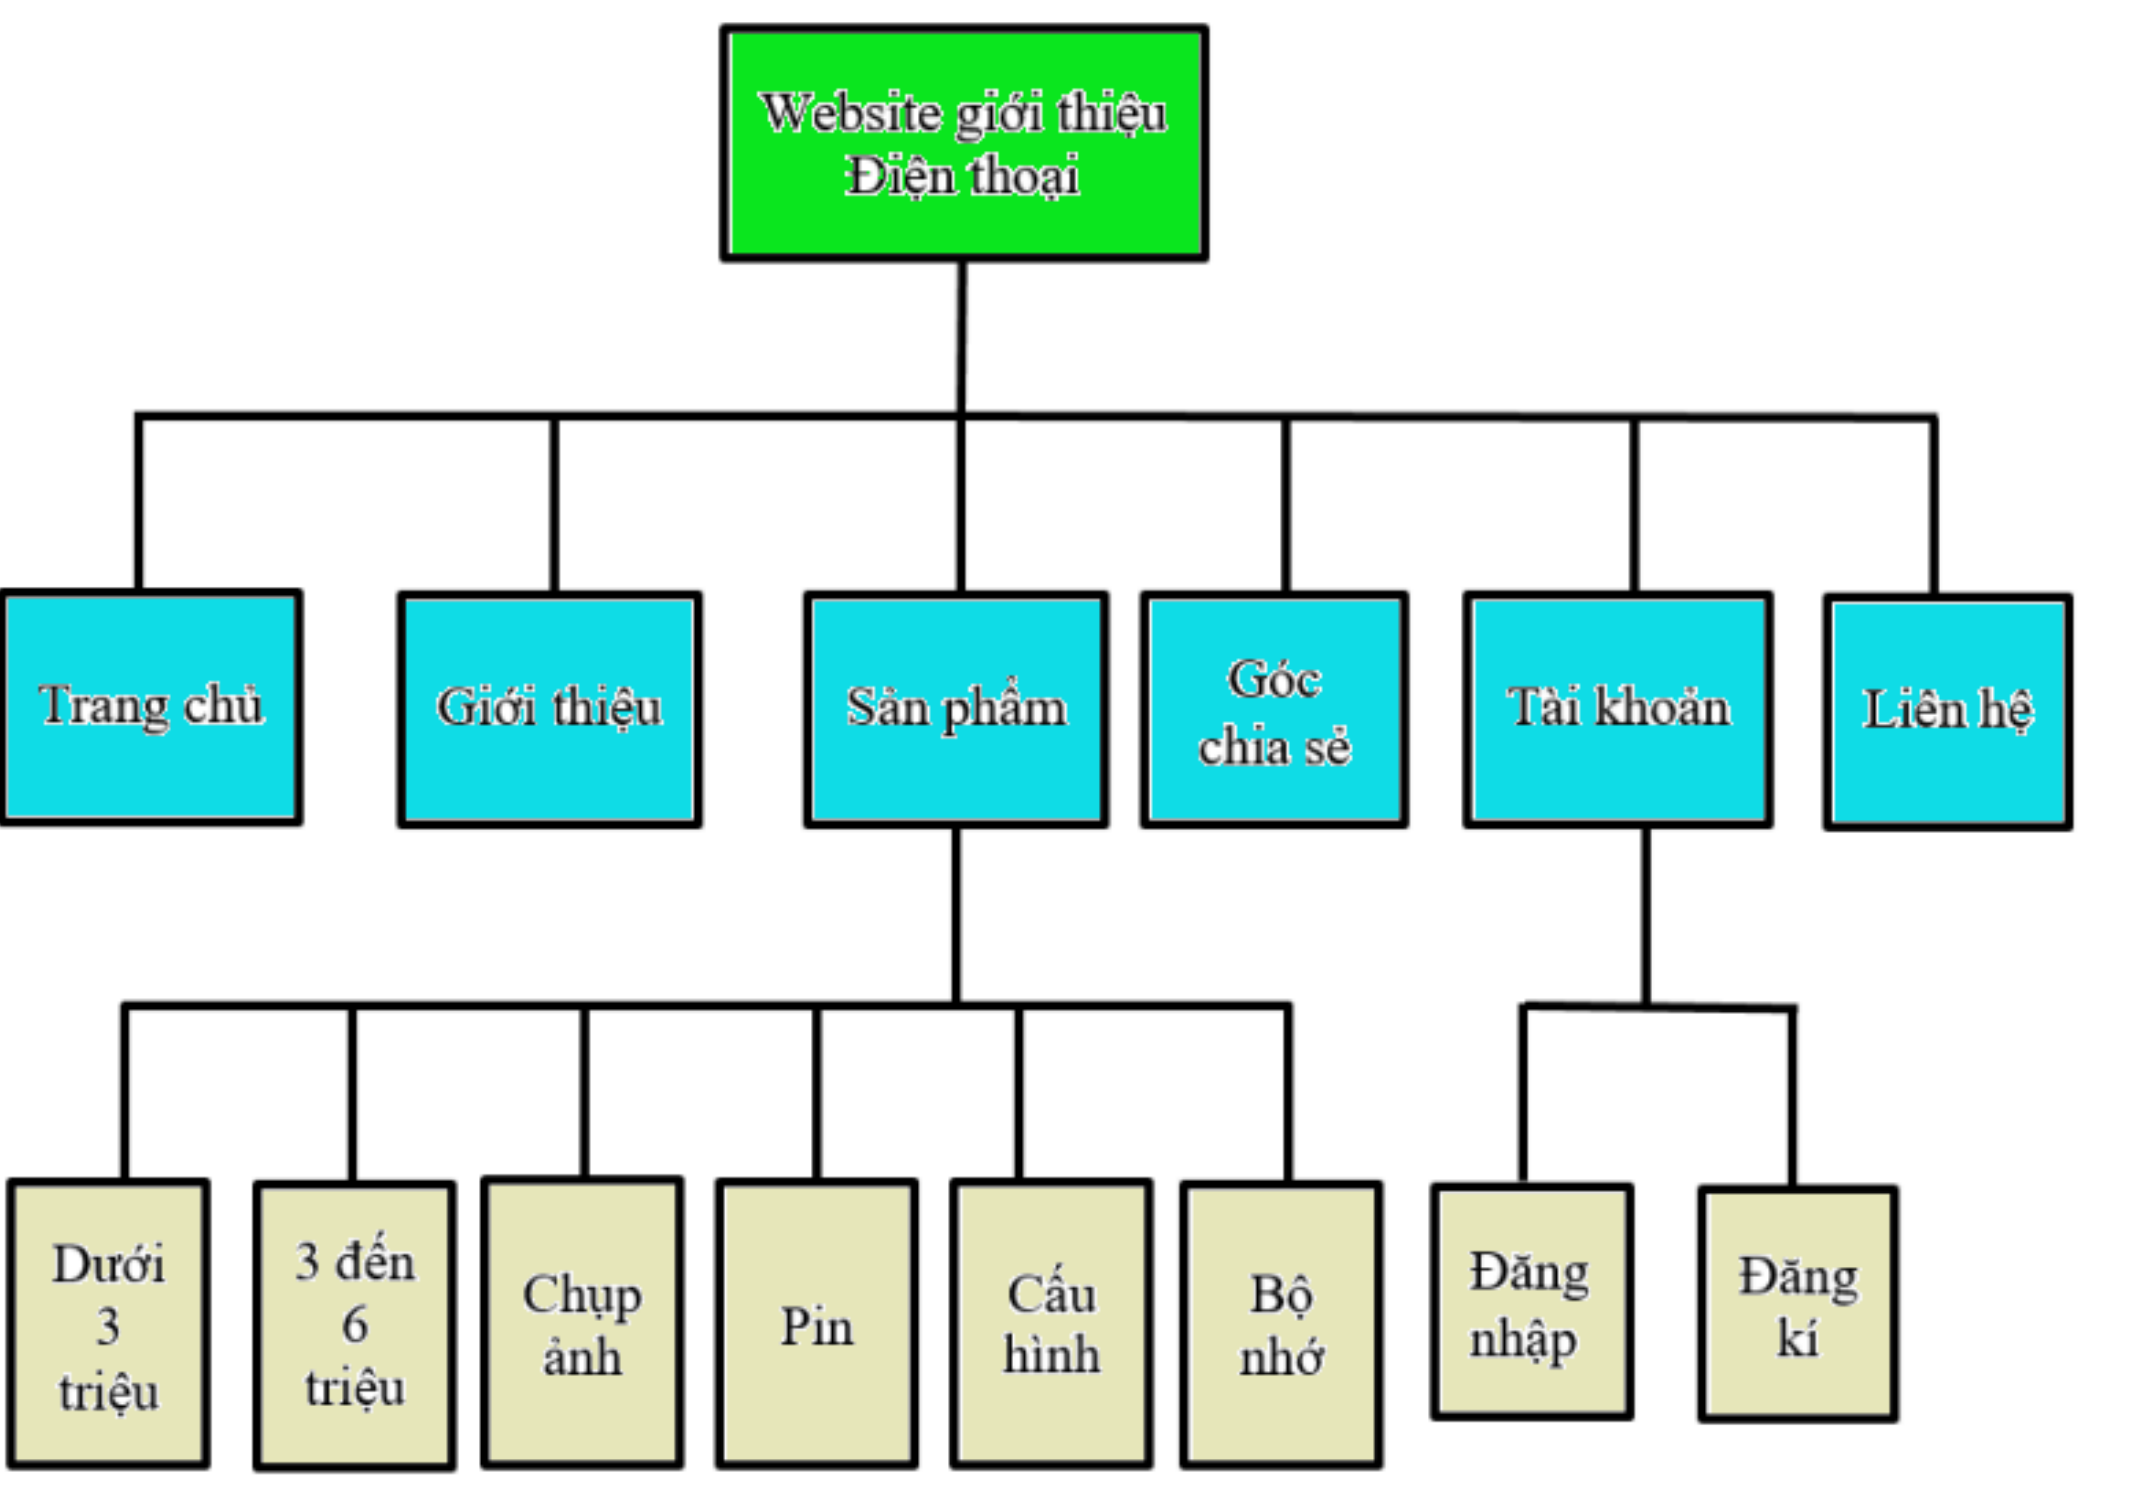 Website giới thiệu
Điện thoại
Trang chủ
Giới thiệu
Sản phẩm
Góc
chia sẻ
Tài khoản
Liên hệ
Dưới
3
triệu
3 đến
6
triệu
Chụp
ảnh
Pin
Cấu
hình
Bộ
nhớ
Đăng
nhập
Đăng
kí